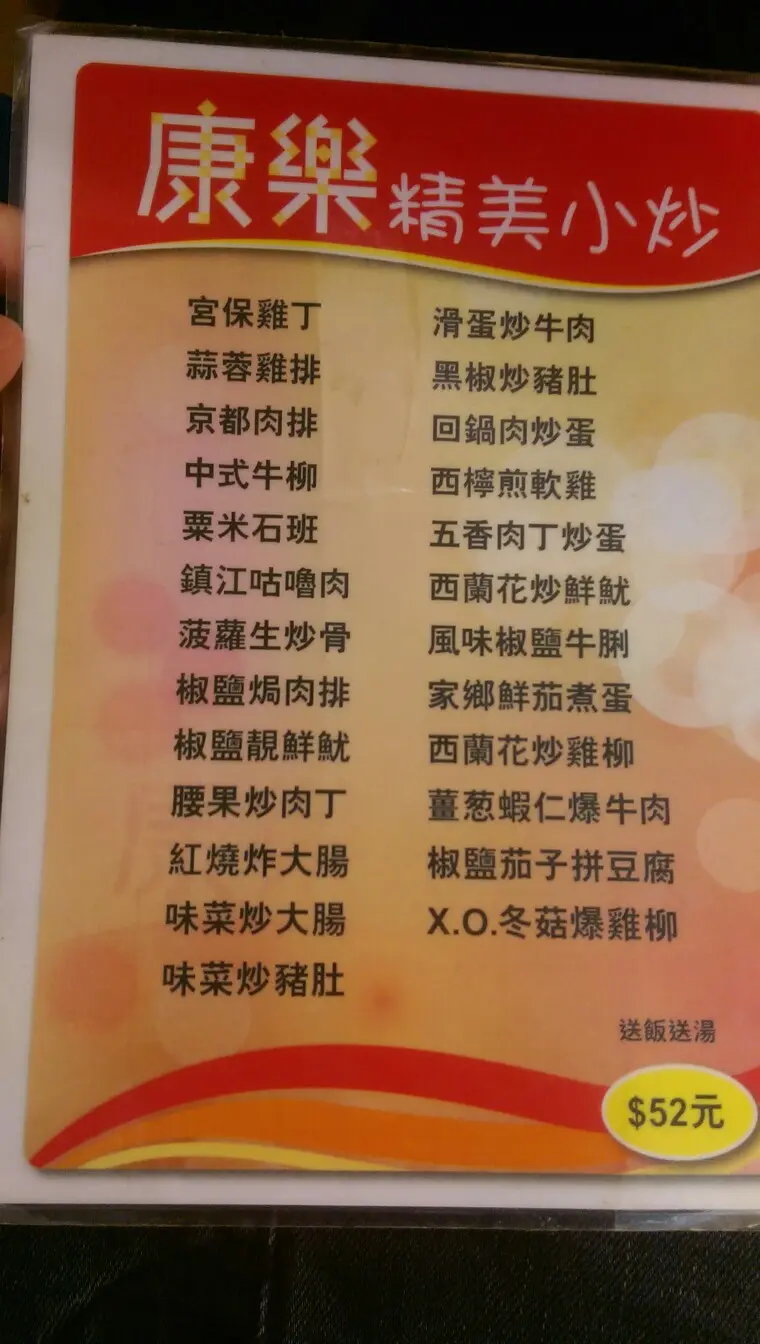 康樂精美小炒
宮保雞丁
蒜蓉雞排
京都肉排
中式牛柳
粟米石班
鎮江咕嚕肉
菠蘿生炒骨
椒鹽焗肉排
椒鹽靚鮮魷
腰果炒肉丁
紅燒炸大腸
味菜炒大腸
味菜炒豬肚
滑蛋炒牛肉
黑椒炒豬肚
回鍋肉炒蛋
西檸煎軟雞
五香肉丁炒蛋
西蘭花炒鮮魷
風味椒鹽牛脷
家鄉鮮茄煮蛋
西蘭花炒雞柳
薑葱蝦仁爆牛肉
椒鹽茄子拼豆腐
X.O.冬菇爆雞柳
送飯送湯
$52元